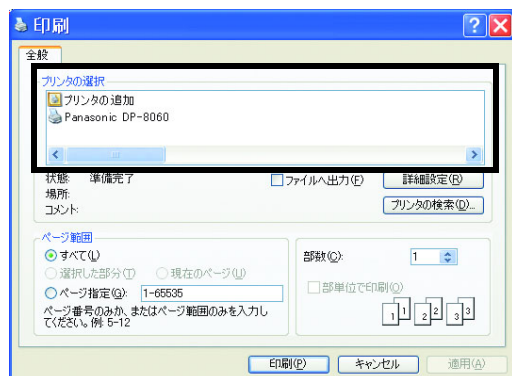 印刷
全般
プリンタの選択
プリンタの追加
Panasonic DP-8060
状態: 準備完了
場所:
コメント:
ファイルへ出力(F)
詳細設定(R)
プリンタの検索(D)...
ページ範囲
すべて(L)
選択した部分(T) 現在のページ(U)
ページ指定(G): 1-65535
ページ番号のみか、またはページ範囲のみを入力し
てください。例: 5-12
部数(C): 1
部単位で印刷(O)
1 1 2 2 3 3
印刷(P) キャンセル 適用(A)